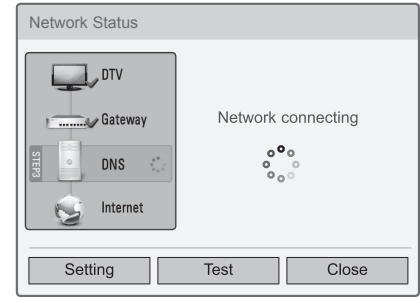 Network Status
DTV
Gateway
STEP3
DNS
Internet
Network connecting
Setting
Test
Close